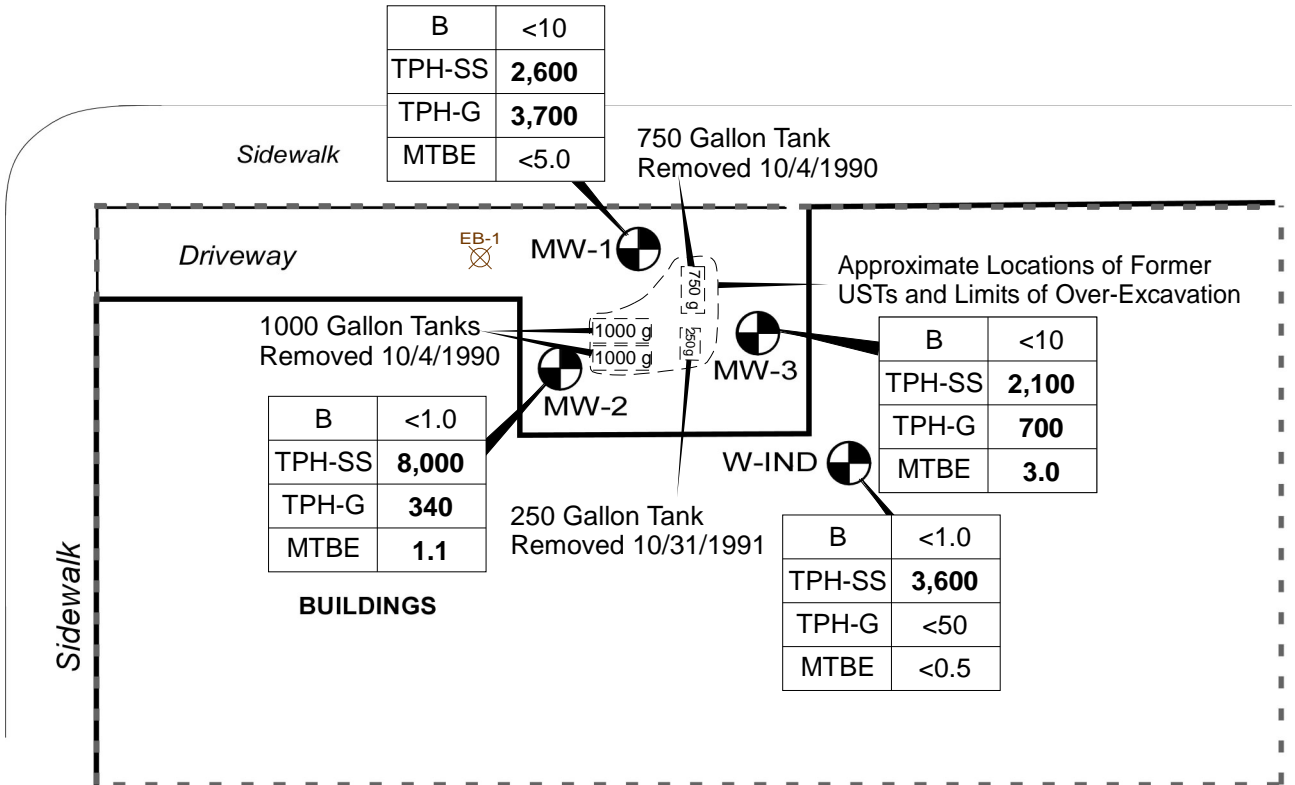 B <10
TPH-SS 2,600
TPH-G 3,700
MTBE <5.0
Sidewalk
750 Gallon Tank
Removed 10/4/1990
Driveway
EB-1
MW-1
750 g
Approximate Locations of Former
USTs and Limits of Over-Excavation
1000 Gallon Tanks
Removed 10/4/1990
1000 g
1000 g
250g
MW-3
MW-2
B <10
TPH-SS 2,100
TPH-G 700
MTBE 3.0
B <1.0
TPH-SS 8,000
TPH-G 340
MTBE 1.1
W-IND
250 Gallon Tank
Removed 10/31/1991
B <1.0
TPH-SS 3,600
TPH-G <50
MTBE <0.5
BUILDINGS
Sidewalk